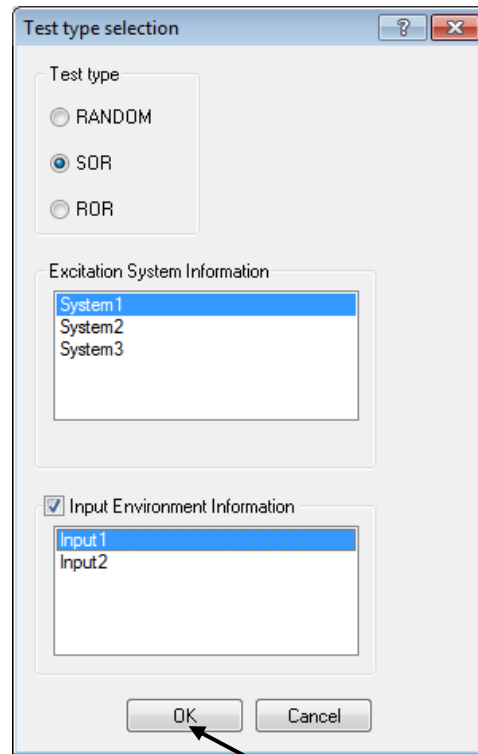 Test type selection
Test type
RANDOM
SOR
ROR
Excitation System Information
System1
System2
System3
Input Environment Information
Input1
Input2
OK Cancel